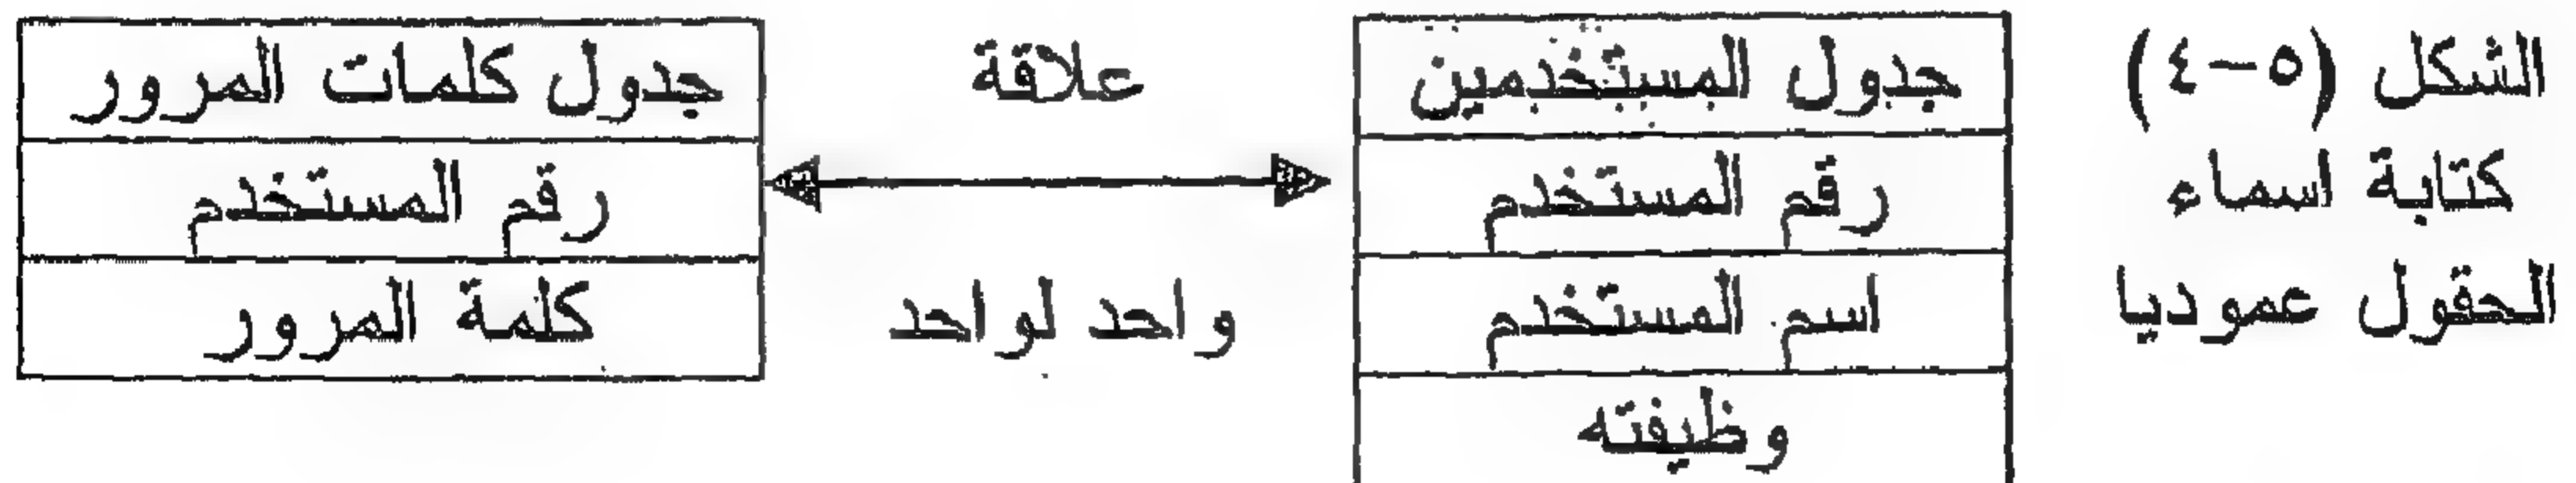 الشكل (٥-٤)
كتابة اسماء
الحقول عموديا
جدول المستخدمين
رقم المستخدم
اسم المستخدم
وظيفته
علاقة
واحد لواحد
جدول كلمات المرور
رقم المستخدم
كلمة المرور